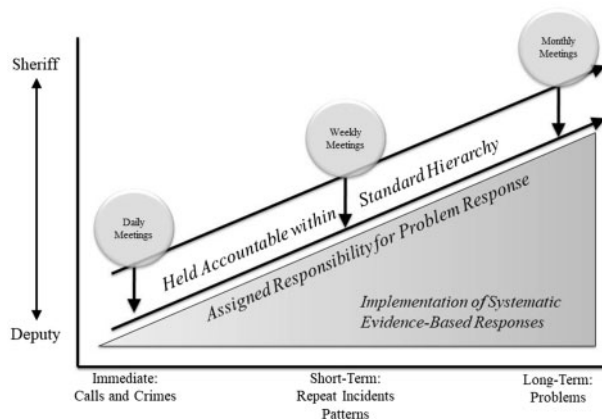 Monthly
Meetings
Sheriff
Weekly
Meetings
Daily
Meetings
Held Accountable within Standard Hierarchy
Assigned Responsibility for Problem Response
Implementation of Systematic
Evidence-Based Responses
Deputy
Immediate:
Calls and Crimes
Short-Term:
Repeat Incidents
Patterns
Long-Term:
Problems